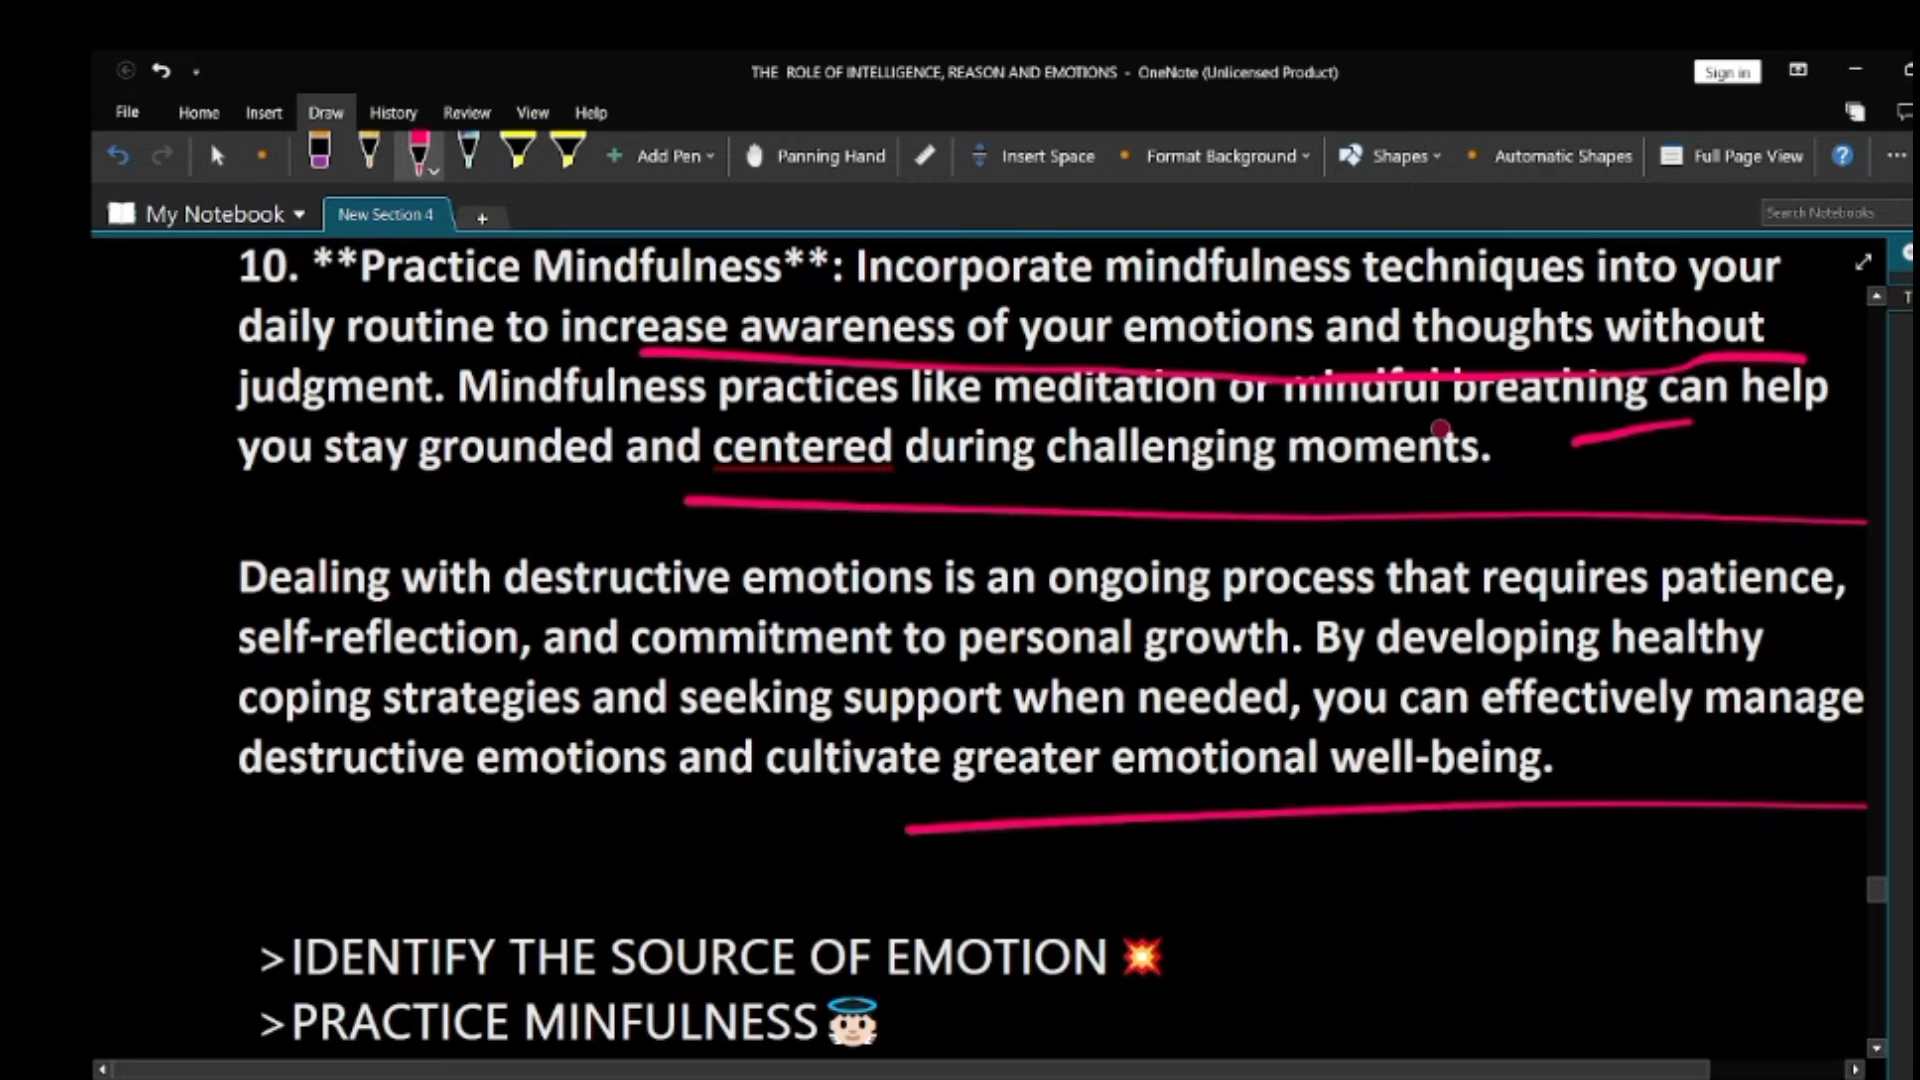 THE ROLE OF INTELLIGENCE, REASON AND EMOTIONS - OneNote (Unlicensed Product)
Sign in
File Home Insert Draw History Review View Help
+ Add Pen Panning Hand Insert Space Format Background Shapes Automatic Shapes Full Page View ? ...
My Notebook New Section 4 + Search Notebooks
10. **Practice Mindfulness**: Incorporate mindfulness techniques into your
daily routine to increase awareness of your emotions and thoughts without
judgment. Mindfulness practices like meditation or mindful breathing can help
you stay grounded and centered during challenging moments.
Dealing with destructive emotions is an ongoing process that requires patience,
self-reflection, and commitment to personal growth. By developing healthy
coping strategies and seeking support when needed, you can effectively manage
destructive emotions and cultivate greater emotional well-being.
>IDENTIFY THE SOURCE OF EMOTION 💥
>PRACTICE MINFULNESS👼🏻